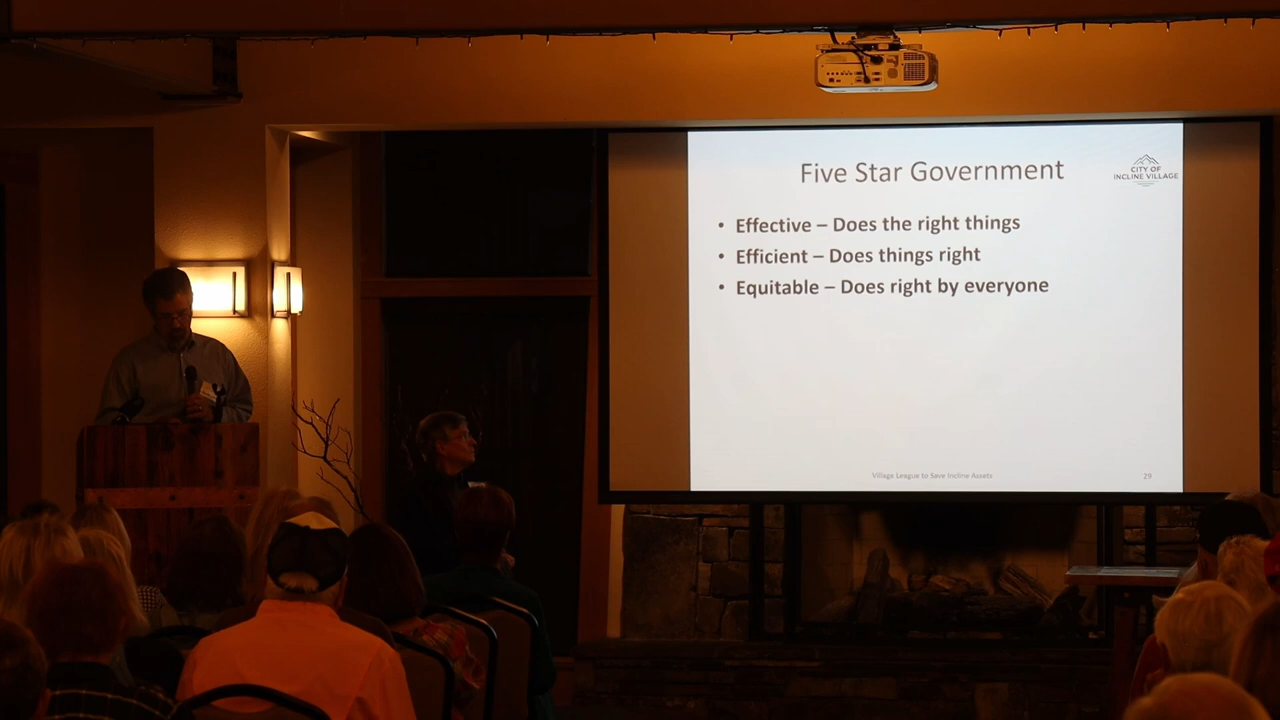 Five Star Government
CITY OF
INCLINE VILLAGE
• Effective – Does the right things
• Efficient – Does things right
• Equitable – Does right by everyone
Village League to Save Incline Assets
29